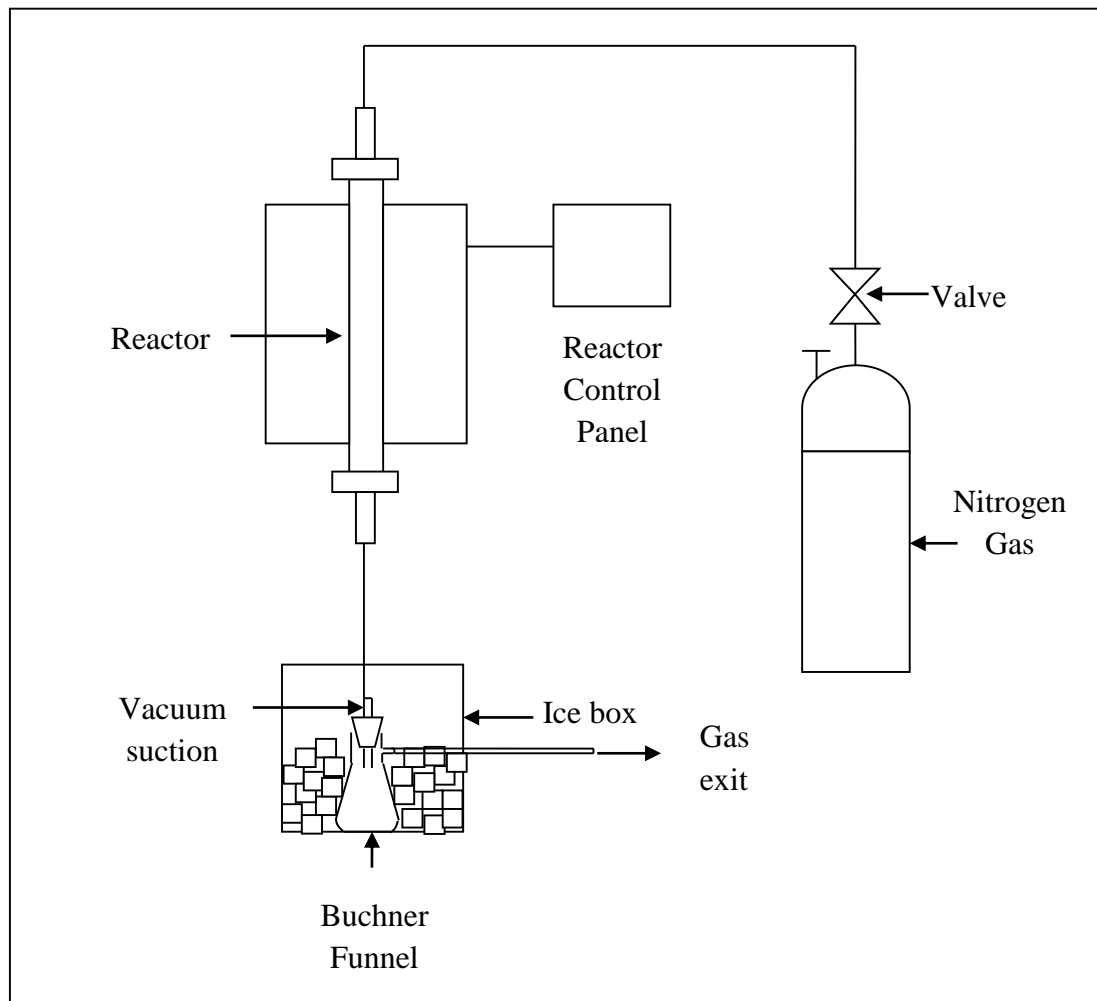 Valve
Reactor
Reactor
Control
Panel
Nitrogen
Gas
Vacuum
suction
Ice box
Gas
exit
Buchner
Funnel